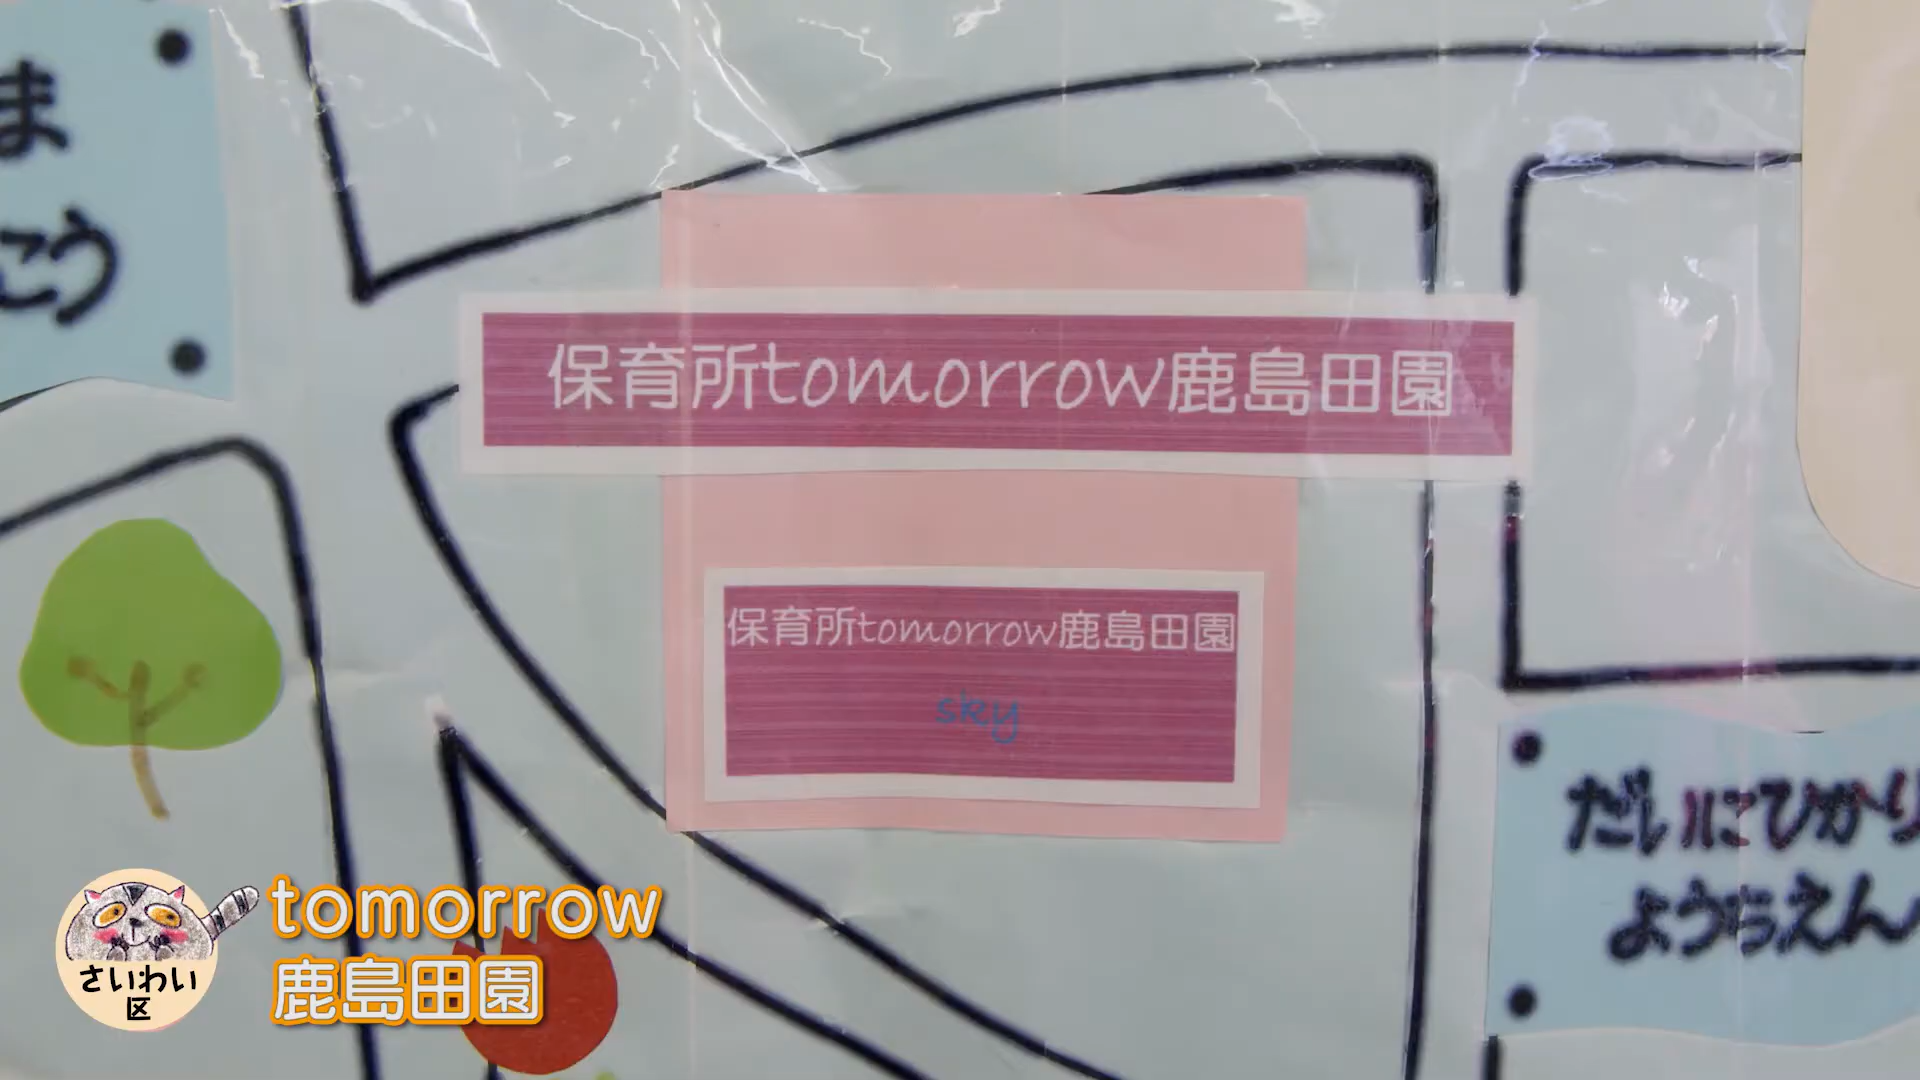 ま
こう
保育所tomorrow鹿島田園
保育所tomorrow鹿島田園
sky
だいにひかり
ようちえん
さいわい
区
tomorrow
鹿島田園